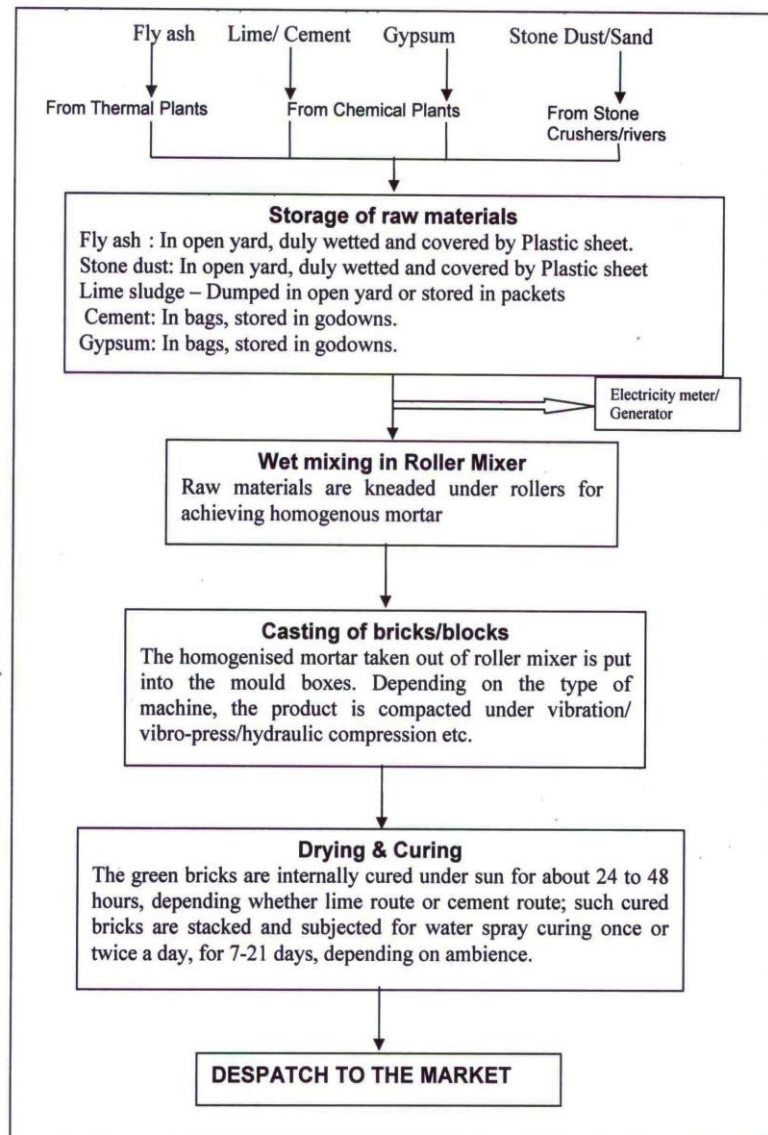 Fly ash Lime/ Cement Gypsum Stone Dust/Sand
From Thermal Plants From Chemical Plants From Stone
Crushers/rivers
Storage of raw materials
Fly ash : In open yard, duly wetted and covered by Plastic sheet.
Stone dust: In open yard, duly wetted and covered by Plastic sheet
Lime sludge – Dumped in open yard or stored in packets
Cement: In bags, stored in godowns.
Gypsum: In bags, stored in godowns.
Electricity meter/
Generator
Wet mixing in Roller Mixer
Raw materials are kneaded under rollers for
achieving homogenous mortar
Casting of bricks/blocks
The homogenised mortar taken out of roller mixer is put
into the mould boxes. Depending on the type of
machine, the product is compacted under vibration/
vibro-press/hydraulic compression etc.
Drying & Curing
The green bricks are internally cured under sun for about 24 to 48
hours, depending whether lime route or cement route; such cured
bricks are stacked and subjected for water spray curing once or
twice a day, for 7-21 days, depending on ambience.
DESPATCH TO THE MARKET